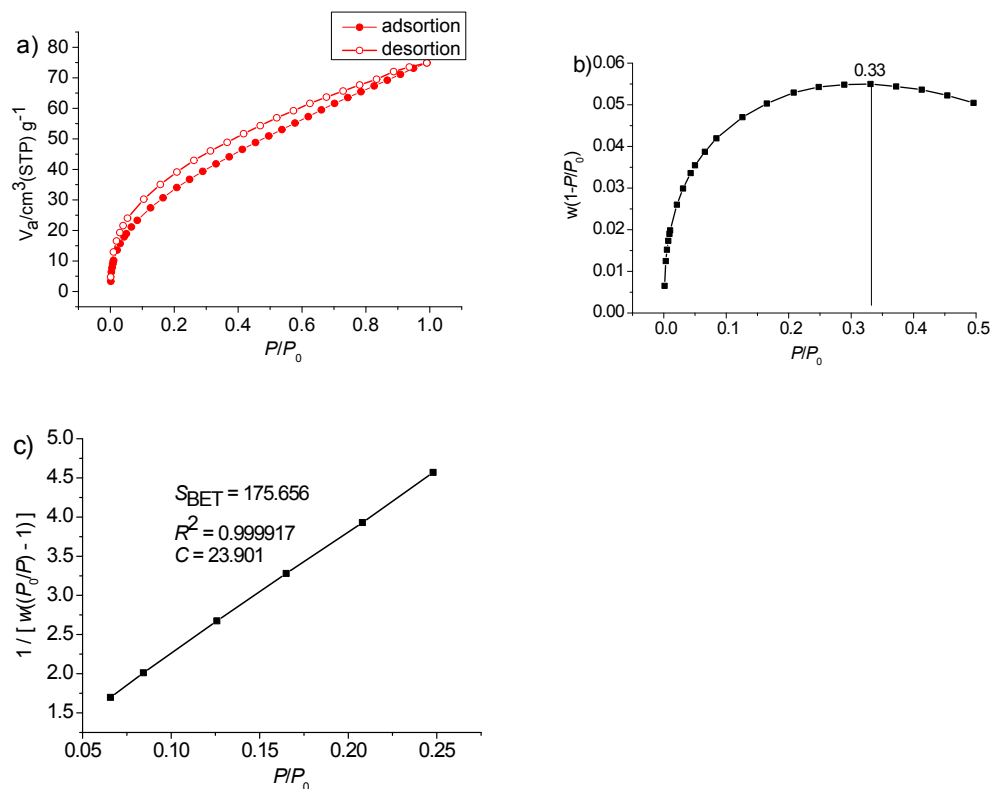 a)
adsortion
desortion
80
70
60
50
40
30
20
10
0
Va/cm3(STP) g-1
0.0 0.2 0.4 0.6 0.8 1.0
P/P0
b)
0.33
0.06
0.05
0.04
0.03
0.02
0.01
0.00
w(1-P/P0)
0.0 0.1 0.2 0.3 0.4 0.5
P/P0
c)
5.0
4.5
4.0
3.5
3.0
2.5
2.0
1.5
1 / [ w((P0/P) - 1) ]
SBET = 175.656
R2 = 0.999917
C = 23.901
0.05 0.10 0.15 0.20 0.25
P/P0